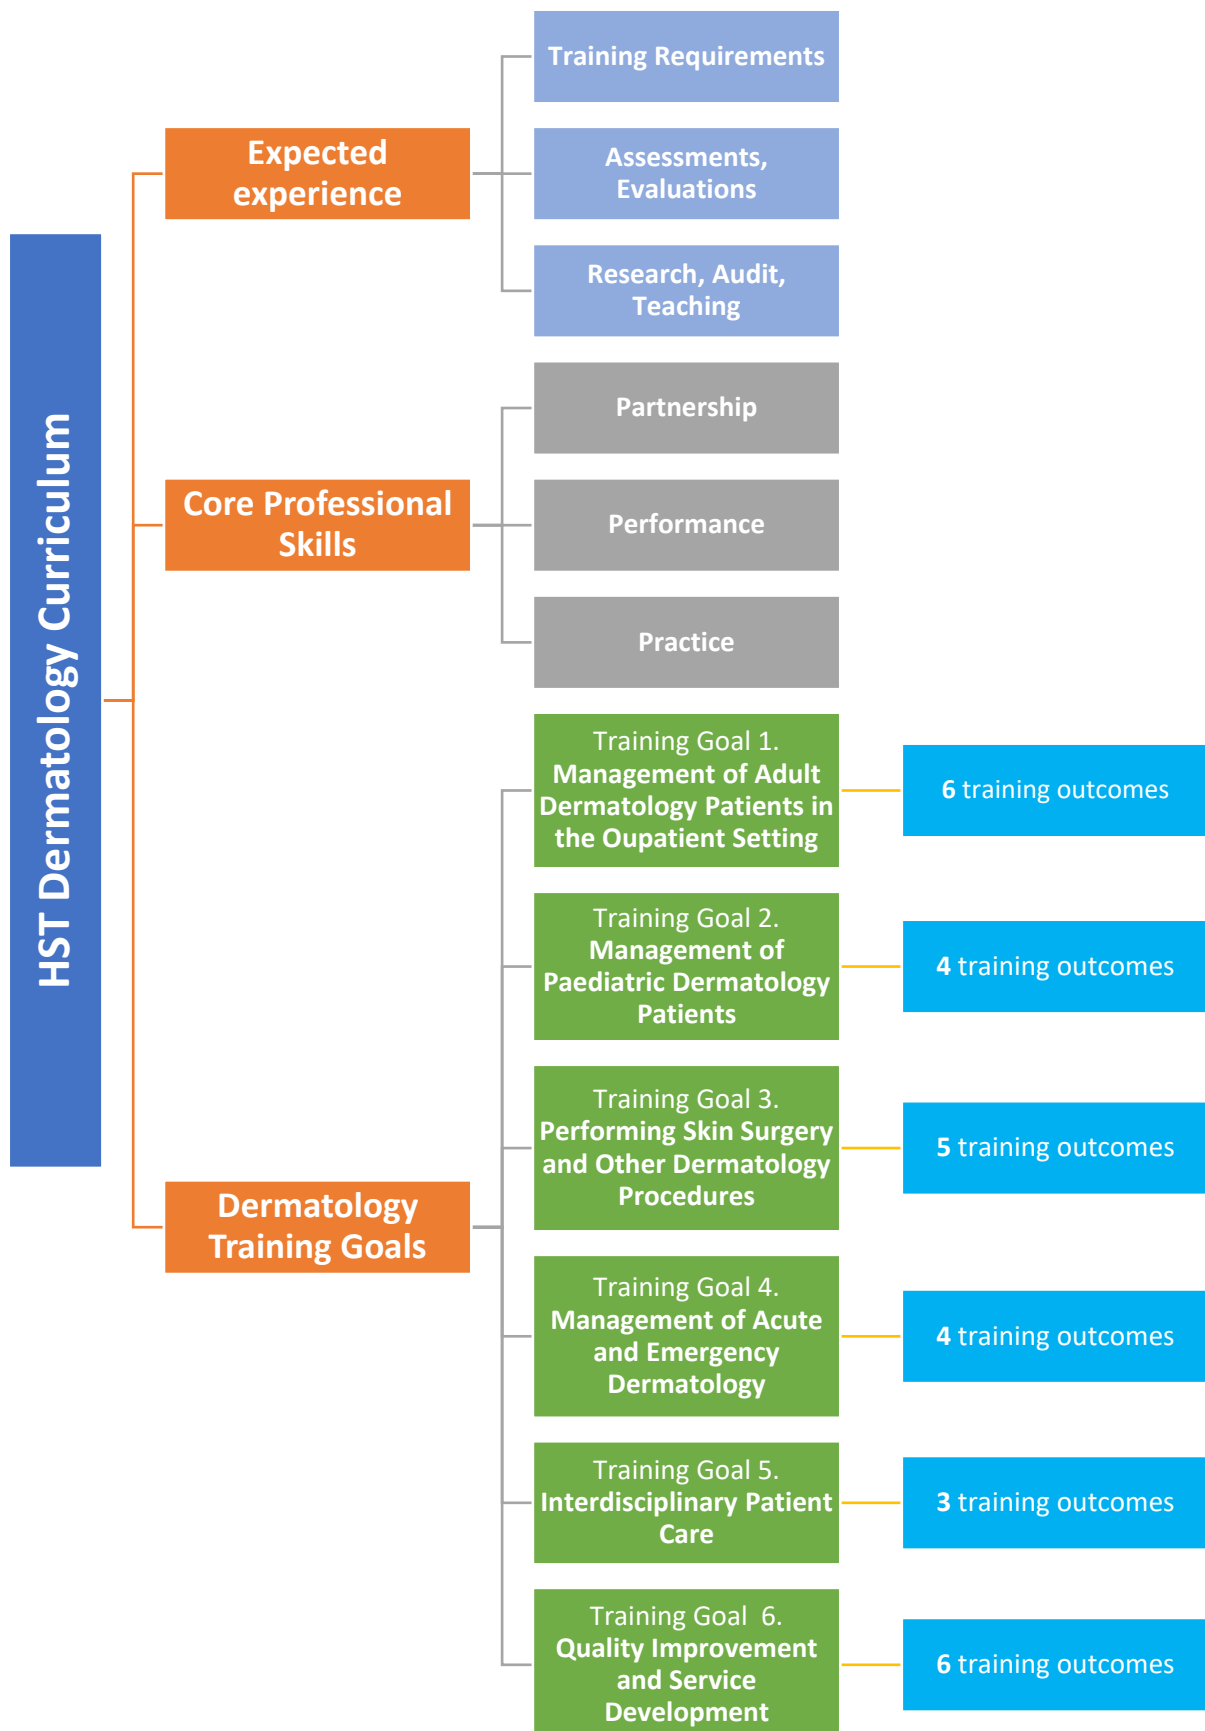 HST Dermatology Curriculum
Expected
experience
Training Requirements
Assessments,
Evaluations
Research, Audit,
Teaching
Core Professional
Skills
Partnership
Performance
Practice
Dermatology
Training Goals
Training Goal 1.
Management of Adult
Dermatology Patients in
the Oupatient Setting
6 training outcomes
Training Goal 2.
Management of
Paediatric Dermatology
Patients
4 training outcomes
Training Goal 3.
Performing Skin Surgery
and Other Dermatology
Procedures
5 training outcomes
Training Goal 4.
Management of Acute
and Emergency
Dermatology
4 training outcomes
Training Goal 5.
Interdisciplinary Patient
Care
3 training outcomes
Training Goal  6.
Quality Improvement
and Service
Development
6 training outcomes